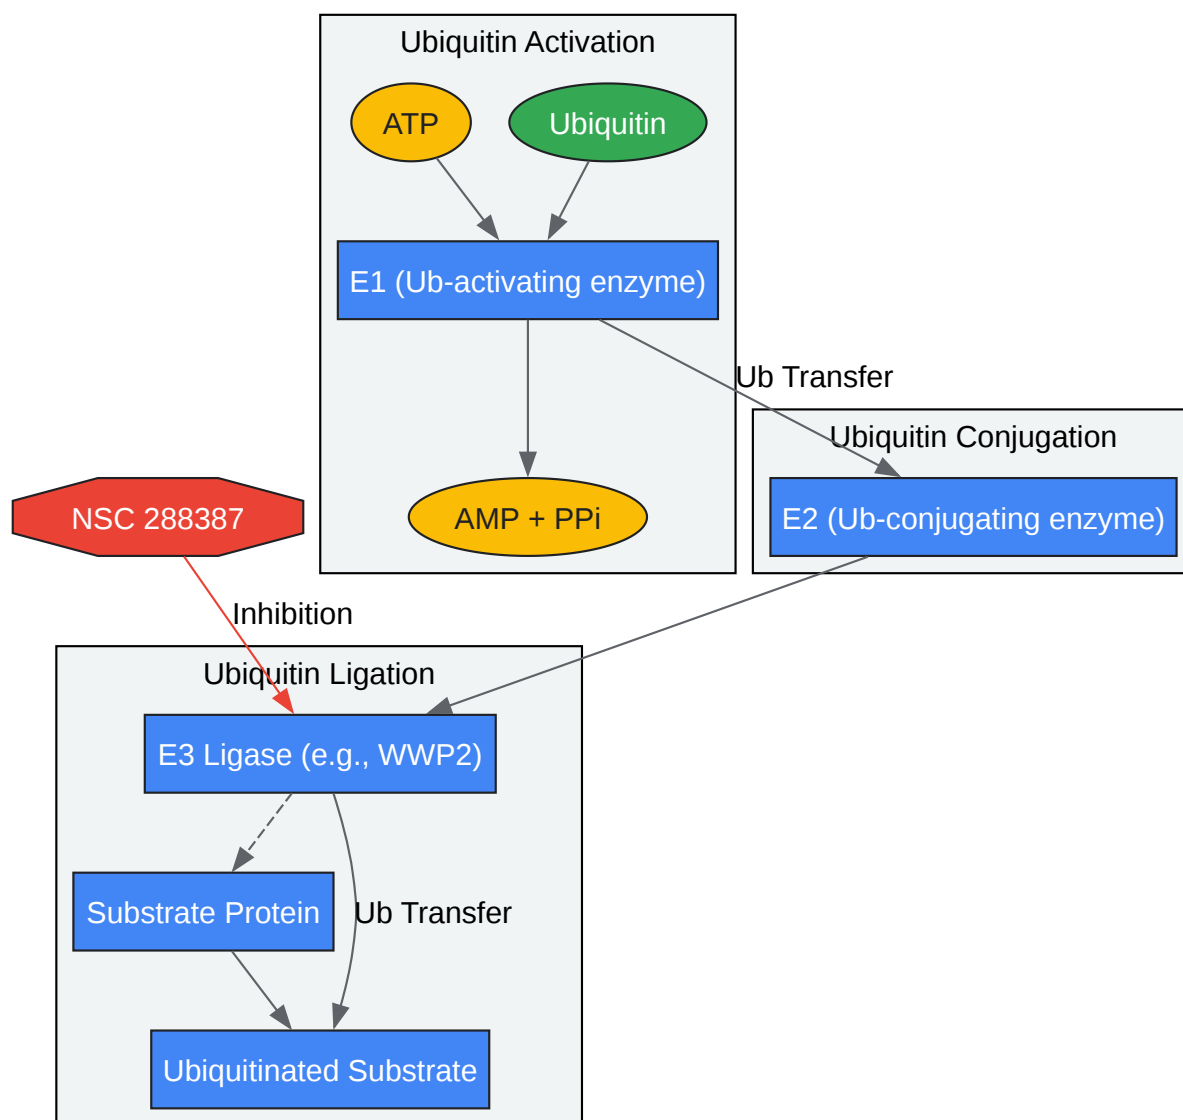 Ubiquitin Activation
ATP
Ubiquitin
E1 (Ub-activating enzyme)
Ub Transfer
Ubiquitin Conjugation
NSC 288387
AMP + PPi
E2 (Ub-conjugating enzyme)
Inhibition
Ubiquitin Ligation
E3 Ligase (e.g., WWP2)
Substrate Protein
Ub Transfer
Ubiquitinated Substrate